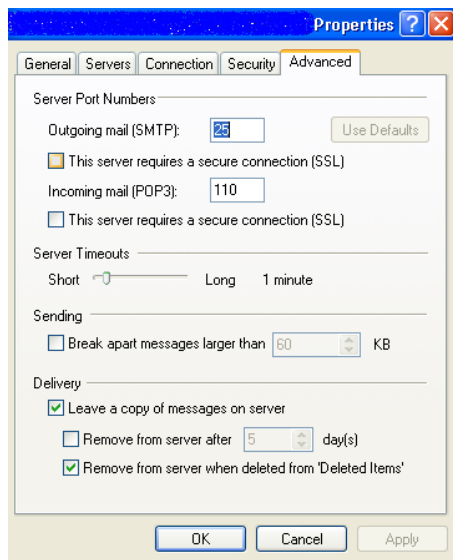 Properties
General Servers Connection Security Advanced
Server Port Numbers
Outgoing mail (SMTP): 25 Use Defaults
This server requires a secure connection (SSL)
Incoming mail (POP3): 110
This server requires a secure connection (SSL)
Server Timeouts
Short Long 1 minute
Sending
Break apart messages larger than 60 KB
Delivery
Leave a copy of messages on server
Remove from server after 5 day(s)
Remove from server when deleted from 'Deleted Items'
OK Cancel Apply